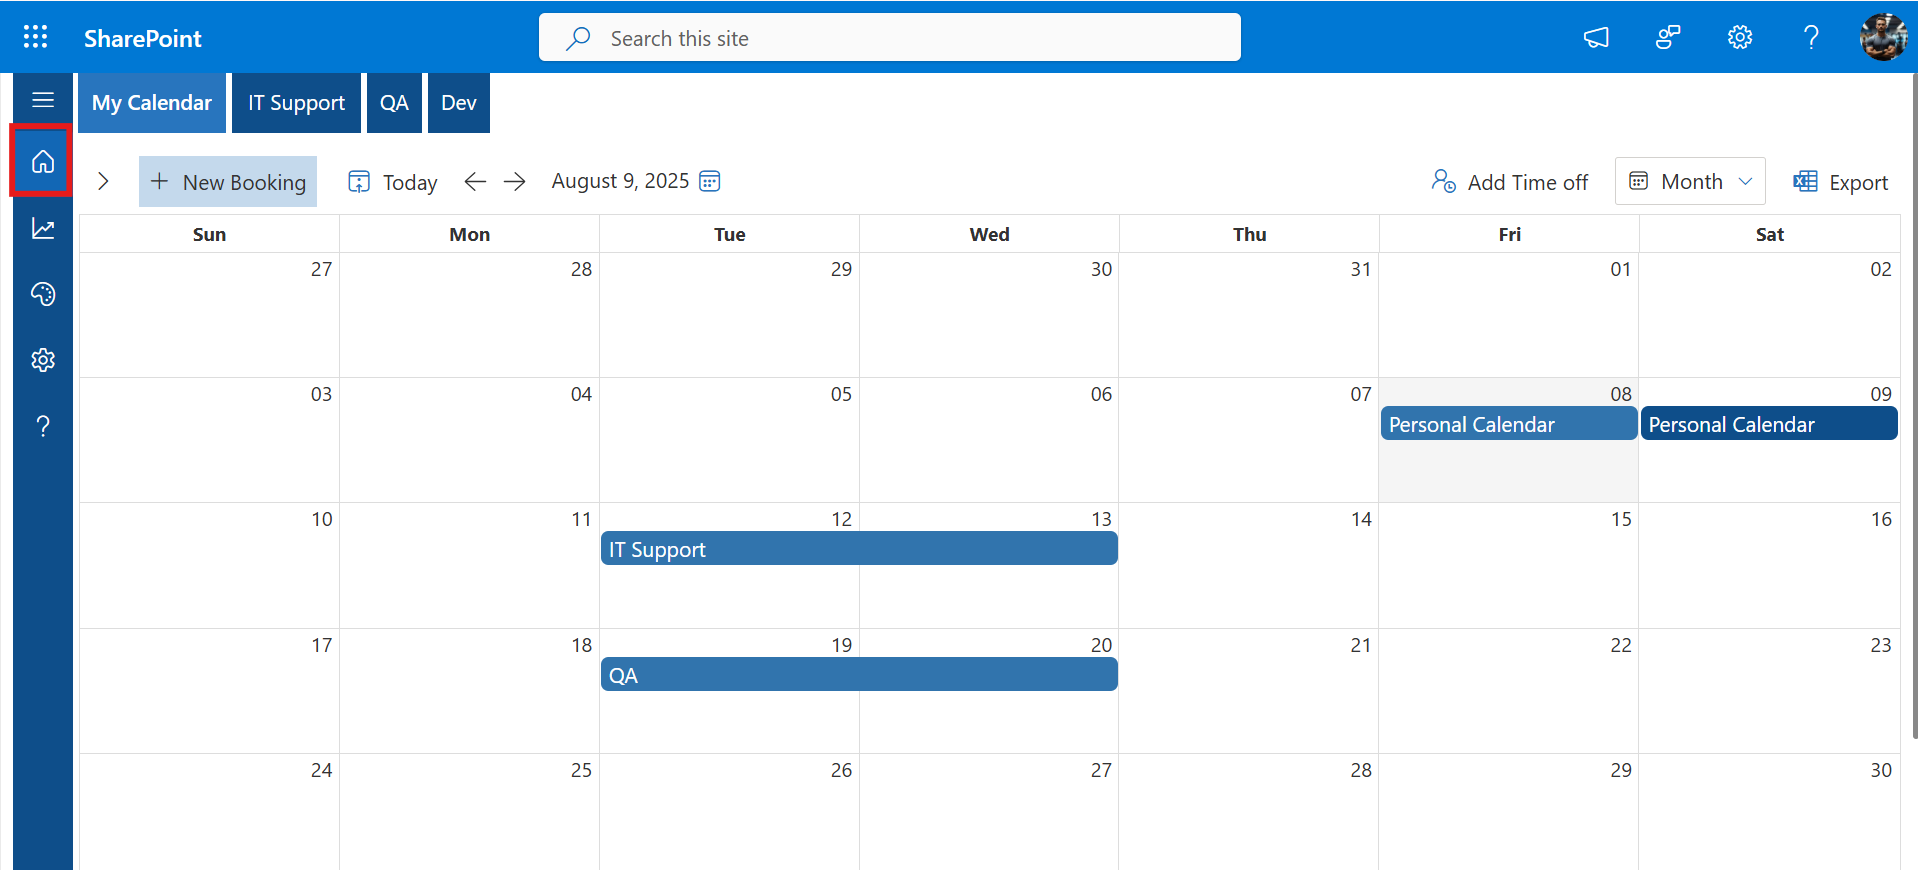 SharePoint
Search this site
My Calendar IT Support QA Dev
New Booking Today August 9, 2025 Add Time off Month Export
Sun Mon Tue Wed Thu Fri Sat
27 28 29 30 31 01 02
03 04 05 06 07 08 09
Personal Calendar Personal Calendar
10 11 12 13 14 15 16
IT Support
17 18 19 20 21 22 23
QA
24 25 26 27 28 29 30